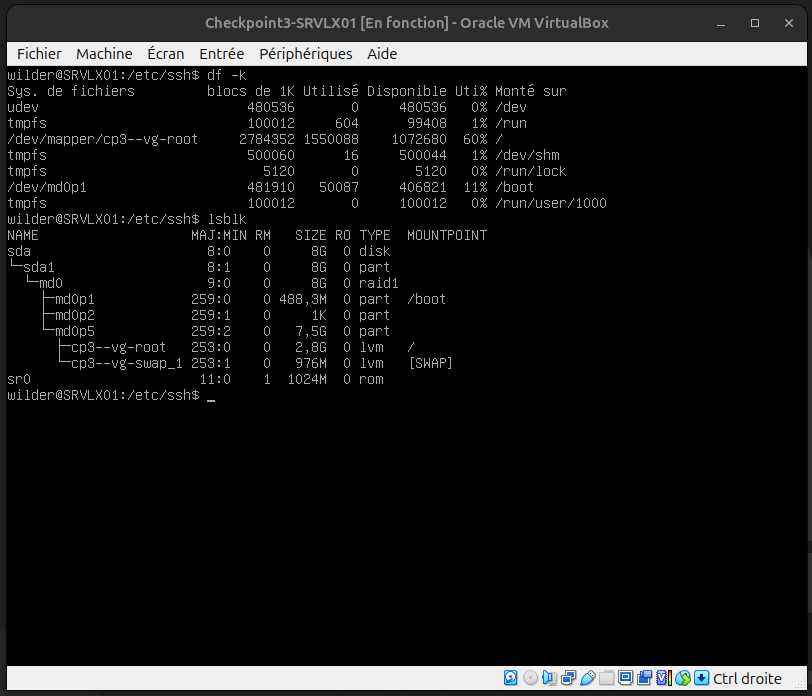 Checkpoint3-SRVLX01 [En fonction] - Oracle VM VirtualBox
Fichier Machine Écran Entrée Périphériques Aide
wilder@SRVLX01:/etc/ssh$ df -k
Sys. de fichiers         blocs de 1K Utilisé Disponible Uti% Monté sur
udev                          480536       0     480536   0% /dev
tmpfs                         100012     604      99408   1% /run
/dev/mapper/cp3--vg-root     2784352 1550088    1072680  60% /
tmpfs                         500060      16     500044   1% /dev/shm
tmpfs                           5120       0       5120   0% /run/lock
/dev/md0p1                    481910   50087     406821  11% /boot
tmpfs                         100012       0     100012   0% /run/user/1000
wilder@SRVLX01:/etc/ssh$ lsblk
NAME                   MAJ:MIN RM   SIZE RO TYPE  MOUNTPOINT
sda                      8:0    0     8G  0 disk
└─sda1                   8:1    0     8G  0 part
  └─md0                  9:0    0     8G  0 raid1
    ├─md0p1            259:0    0 488,3M  0 part  /boot
    ├─md0p2            259:1    0     1K  0 part
    └─md0p5            259:2    0   7,5G  0 part
      ├─cp3--vg-root   253:0    0   2,8G  0 lvm   /
      └─cp3--vg-swap_1 253:1    0   976M  0 lvm   [SWAP]
sr0                     11:0    1  1024M  0 rom
wilder@SRVLX01:/etc/ssh$ _
Ctrl droite